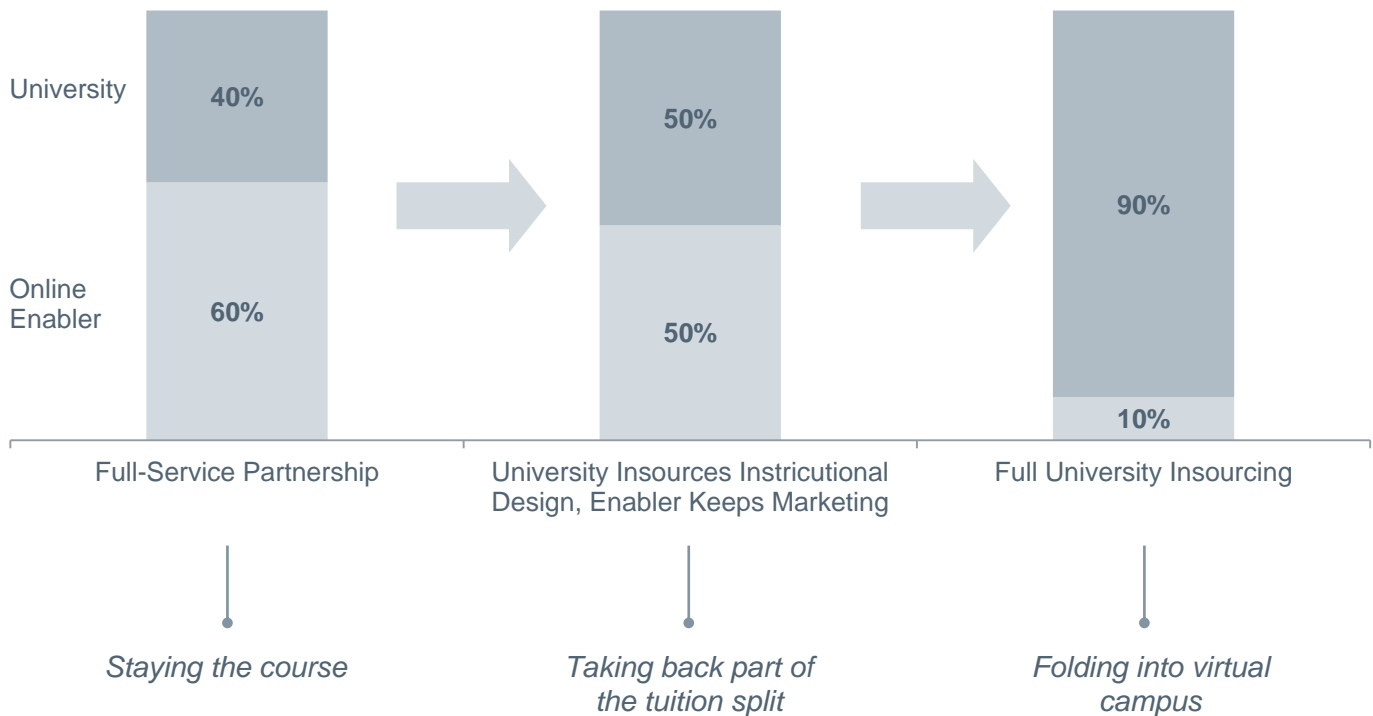 University
40%
50%
90%
Online
Enabler
60%
50%
10%
Full-Service Partnership
University Insources Instricutional
Design, Enabler Keeps Marketing
Full University Insourcing
Staying the course
Taking back part of
the tuition split
Folding into virtual
campus